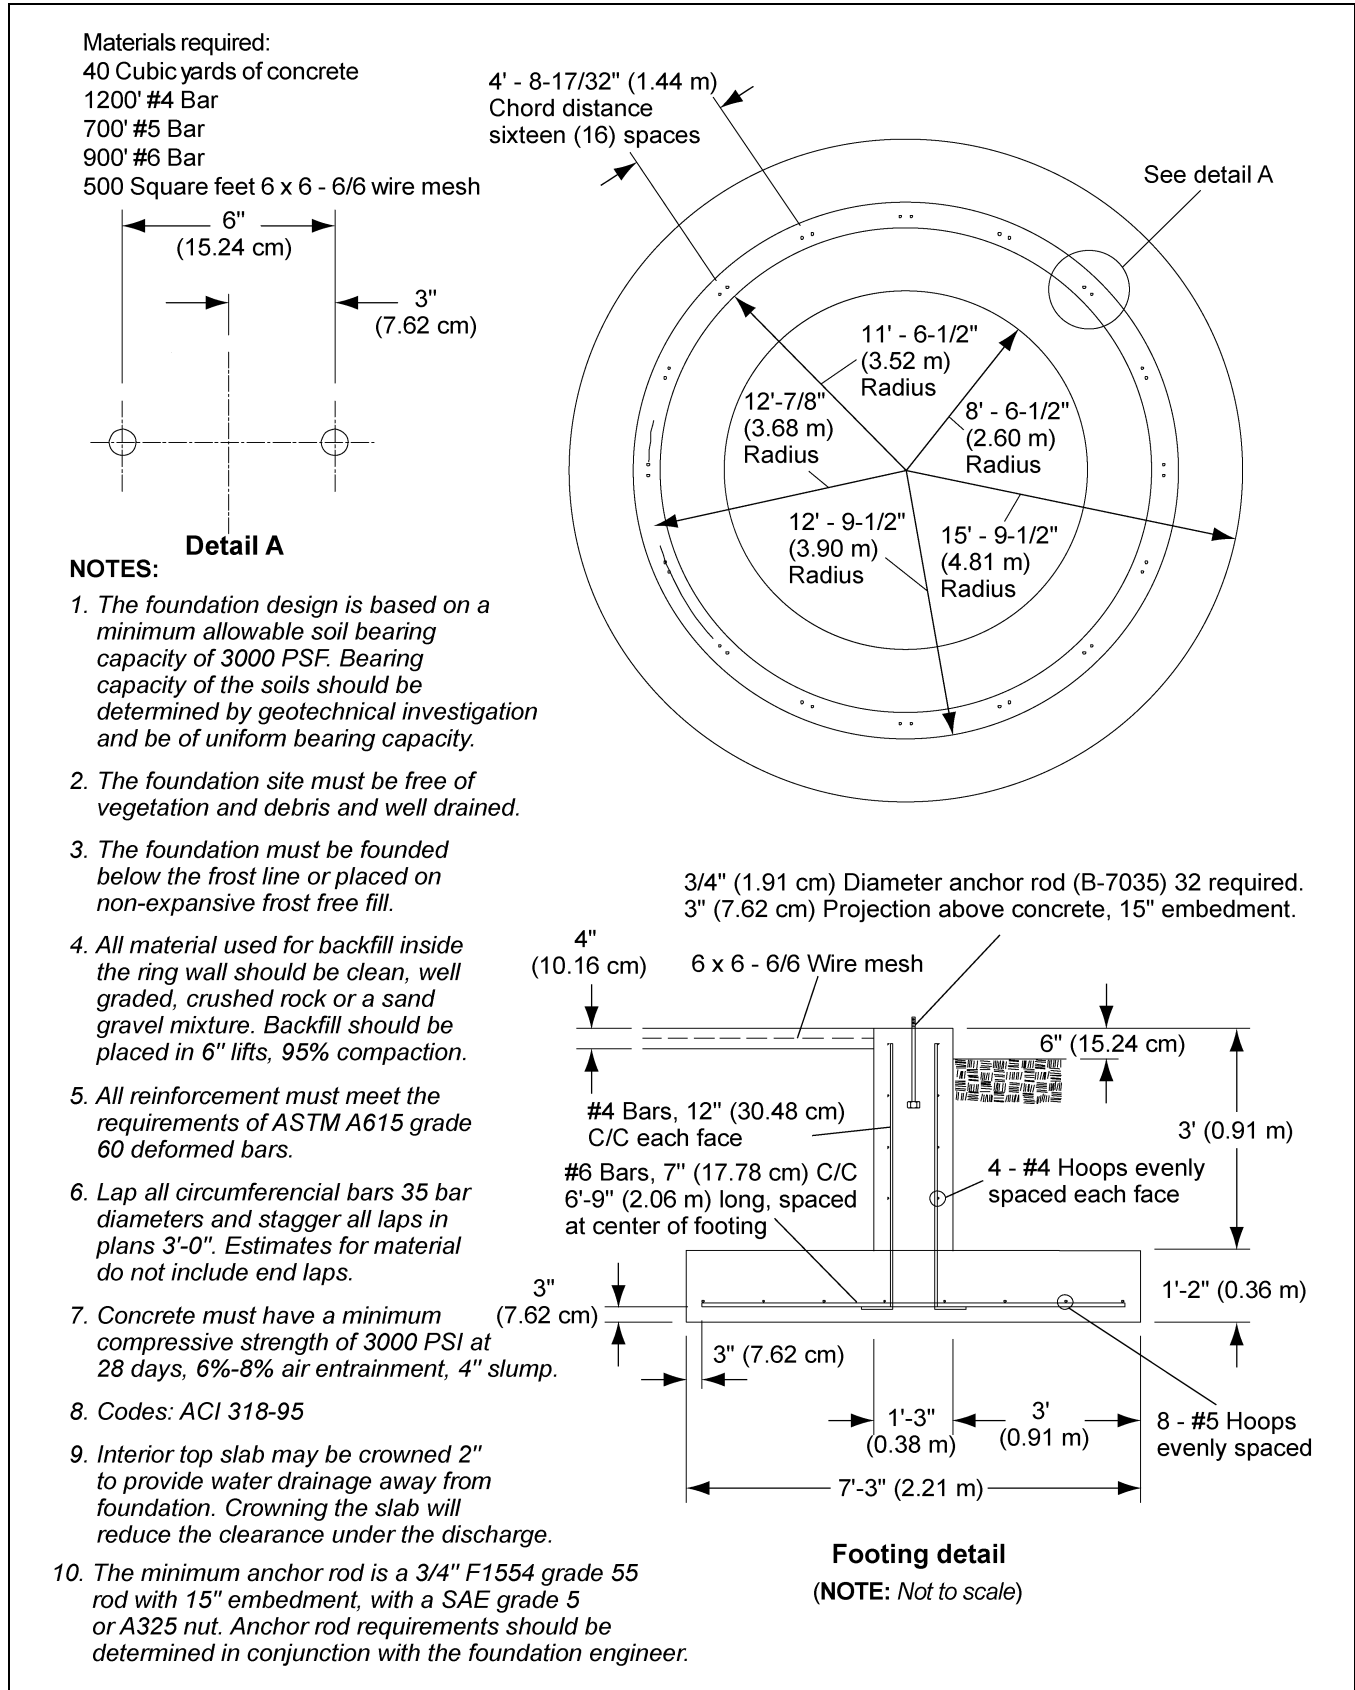 Materials required:
40 Cubic yards of concrete
1200' #4 Bar
700' #5 Bar
900' #6 Bar
500 Square feet 6 x 6 - 6/6 wire mesh
6"
(15.24 cm)
3"
(7.62 cm)
Detail A
4' - 8-17/32" (1.44 m)
Chord distance
sixteen (16) spaces
See detail A
11' - 6-1/2"
(3.52 m)
Radius
12'-7/8"
(3.68 m)
Radius
8' - 6-1/2"
(2.60 m)
Radius
12' - 9-1/2"
(3.90 m)
Radius
15' - 9-1/2"
(4.81 m)
Radius
NOTES:
1. The foundation design is based on a
minimum allowable soil bearing
capacity of 3000 PSF. Bearing
capacity of the soils should be
determined by geotechnical investigation
and be of uniform bearing capacity.
2. The foundation site must be free of
vegetation and debris and well drained.
3. The foundation must be founded
below the frost line or placed on
non-expansive frost free fill.
4. All material used for backfill inside
the ring wall should be clean, well
graded, crushed rock or a sand
gravel mixture. Backfill should be
placed in 6" lifts, 95% compaction.
5. All reinforcement must meet the
requirements of ASTM A615 grade
60 deformed bars.
6. Lap all circumferencial bars 35 bar
diameters and stagger all laps in
plans 3'-0". Estimates for material
do not include end laps.
7. Concrete must have a minimum
compressive strength of 3000 PSI at
28 days, 6%-8% air entrainment, 4" slump.
8. Codes: ACI 318-95
9. Interior top slab may be crowned 2"
to provide water drainage away from
foundation. Crowning the slab will
reduce the clearance under the discharge.
10. The minimum anchor rod is a 3/4" F1554 grade 55
rod with 15" embedment, with a SAE grade 5
or A325 nut. Anchor rod requirements should be
determined in conjunction with the foundation engineer.
3/4" (1.91 cm) Diameter anchor rod (B-7035) 32 required.
3" (7.62 cm) Projection above concrete, 15" embedment.
4"
(10.16 cm)
6 x 6 - 6/6 Wire mesh
6" (15.24 cm)
#4 Bars, 12" (30.48 cm)
C/C each face
3' (0.91 m)
#6 Bars, 7" (17.78 cm) C/C
6'-9" (2.06 m) long, spaced
at center of footing
4 - #4 Hoops evenly
spaced each face
3"
(7.62 cm)
1'-2" (0.36 m)
3" (7.62 cm)
1'-3"
(0.38 m)
3'
(0.91 m)
8 - #5 Hoops
evenly spaced
7'-3" (2.21 m)
Footing detail
(NOTE: Not to scale)